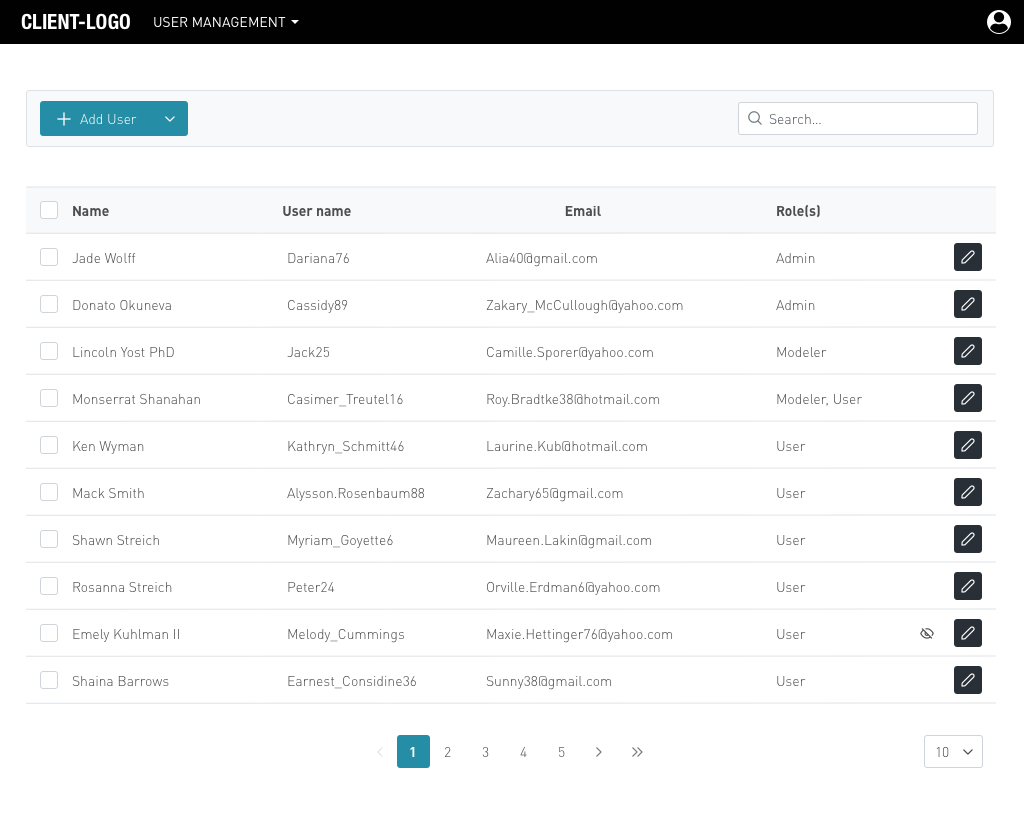 CLIENT-LOGO USER MANAGEMENT
Add User Search...
Name User name Email Role(s)
Jade Wolff Dariana76 Alia40@gmail.com Admin
Donato Okuneva Cassidy89 Zakary_McCullough@yahoo.com Admin
Lincoln Yost PhD Jack25 Camille.Sporer@yahoo.com Modeler
Monserrat Shanahan Casimer_Treutel16 Roy.Bradtke38@hotmail.com Modeler, User
Ken Wyman Kathryn_Schmitt46 Laurine.Kub@hotmail.com User
Mack Smith Alysson.Rosenbaum88 Zachary65@gmail.com User
Shawn Streich Myriam_Goyette6 Maureen.Lakin@gmail.com User
Rosanna Streich Peter24 Orville.Erdman6@yahoo.com User
Emely Kuhlman II Melody_Cummings Maxie.Hettinger76@yahoo.com User
Shaina Barrows Earnest_Considine36 Sunny38@gmail.com User
1 2 3 4 5 10